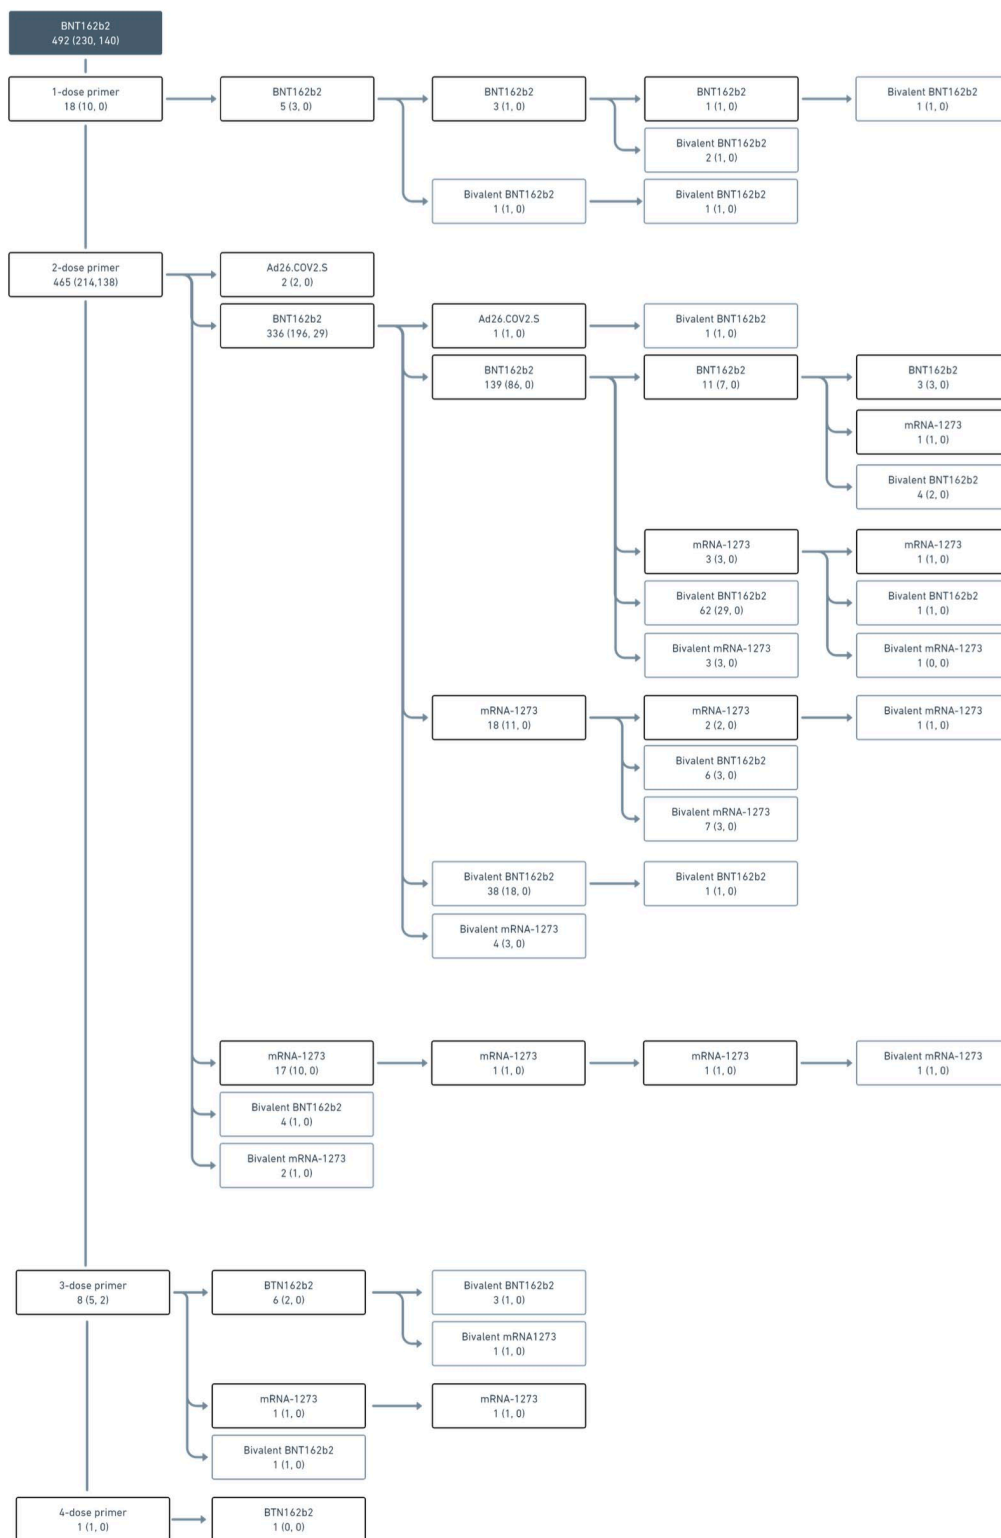 BNT162b2
492 (230, 140)
1-dose primer
18 (10, 0)
BNT162b2
5 (3, 0)
BNT162b2
3 (1, 0)
BNT162b2
1 (1, 0)
Bivalent BNT162b2
1 (1, 0)
Bivalent BNT162b2
2 (1, 0)
Bivalent BNT162b2
1 (1, 0)
Bivalent BNT162b2
1 (1, 0)
2-dose primer
465 (214,138)
Ad26.COV2.S
2 (2, 0)
BNT162b2
336 (196, 29)
Ad26.COV2.S
1 (1, 0)
Bivalent BNT162b2
1 (1, 0)
BNT162b2
139 (86, 0)
BNT162b2
11 (7, 0)
BNT162b2
3 (3, 0)
mRNA-1273
1 (1, 0)
Bivalent BNT162b2
4 (2, 0)
mRNA-1273
3 (3, 0)
mRNA-1273
1 (1, 0)
Bivalent BNT162b2
62 (29, 0)
Bivalent BNT162b2
1 (1, 0)
Bivalent mRNA-1273
3 (3, 0)
Bivalent mRNA-1273
1 (0, 0)
mRNA-1273
18 (11, 0)
mRNA-1273
2 (2, 0)
Bivalent mRNA-1273
1 (1, 0)
Bivalent BNT162b2
6 (3, 0)
Bivalent mRNA-1273
7 (3, 0)
Bivalent BNT162b2
38 (18, 0)
Bivalent BNT162b2
1 (1, 0)
Bivalent mRNA-1273
4 (3, 0)
mRNA-1273
17 (10, 0)
mRNA-1273
1 (1, 0)
mRNA-1273
1 (1, 0)
Bivalent mRNA-1273
1 (1, 0)
Bivalent BNT162b2
4 (1, 0)
Bivalent mRNA-1273
2 (1, 0)
3-dose primer
8 (5, 2)
BTN162b2
6 (2, 0)
Bivalent BNT162b2
3 (1, 0)
Bivalent mRNA1273
1 (1, 0)
mRNA-1273
1 (1, 0)
mRNA-1273
1 (1, 0)
Bivalent BNT162b2
1 (1, 0)
4-dose primer
1 (1, 0)
BTN162b2
1 (0, 0)